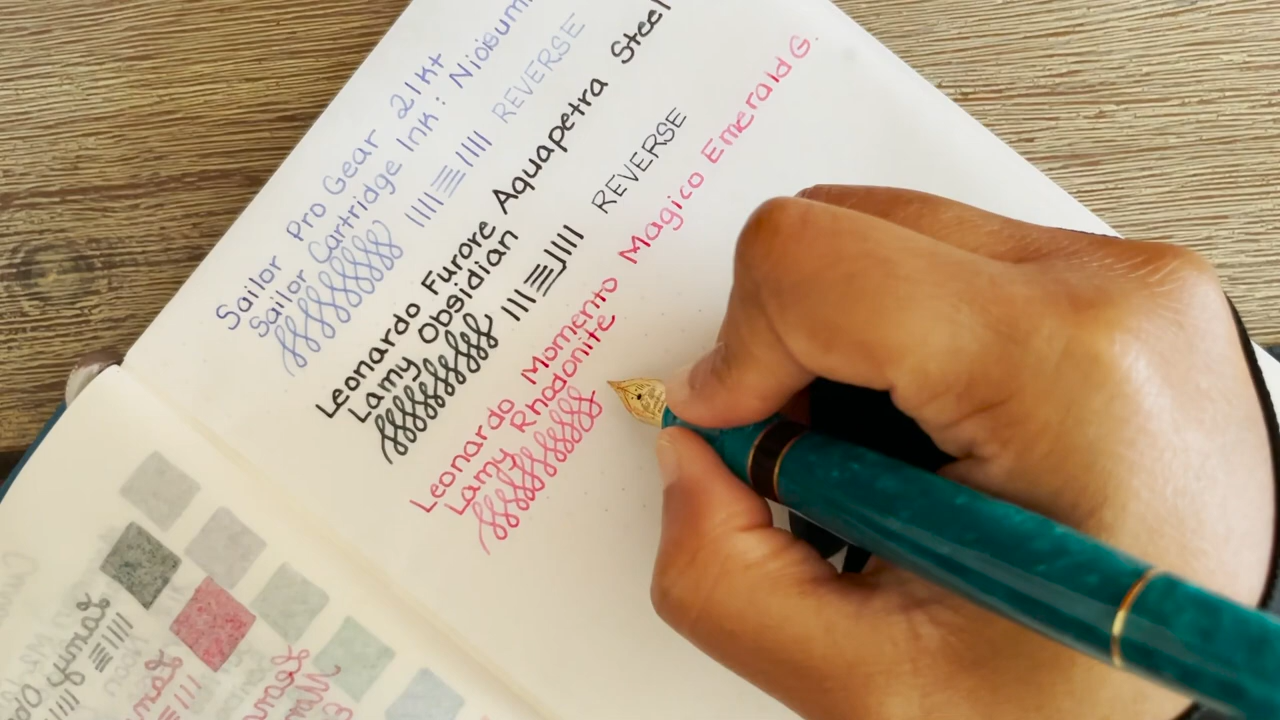 Sailor Pro Gear 21Kt
Sailor Cartridge Ink:
REVERSE
Leonardo Furore Aquapetra Steel
Lamy Obsidian
REVERSE
Leonardo Momento Magico Emerald G
Lamy Rhodonite